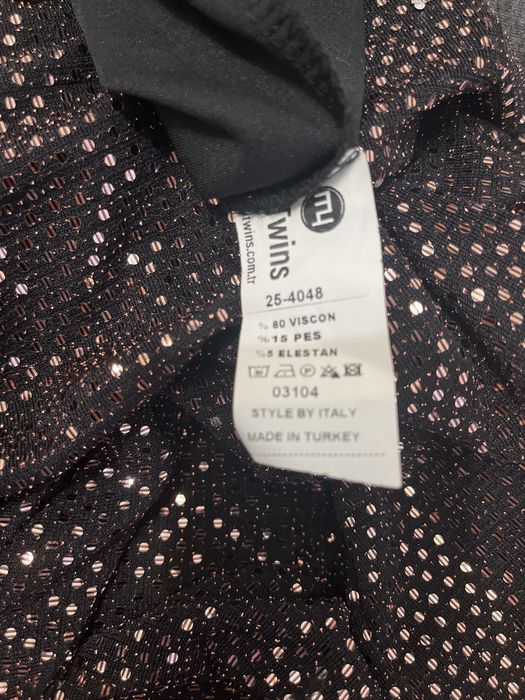 Twins
twins.com.tr
25-4048
% 80 VISCON
% 15 PES
%5 ELESTAN
03104
STYLE BY ITALY
MADE IN TURKEY